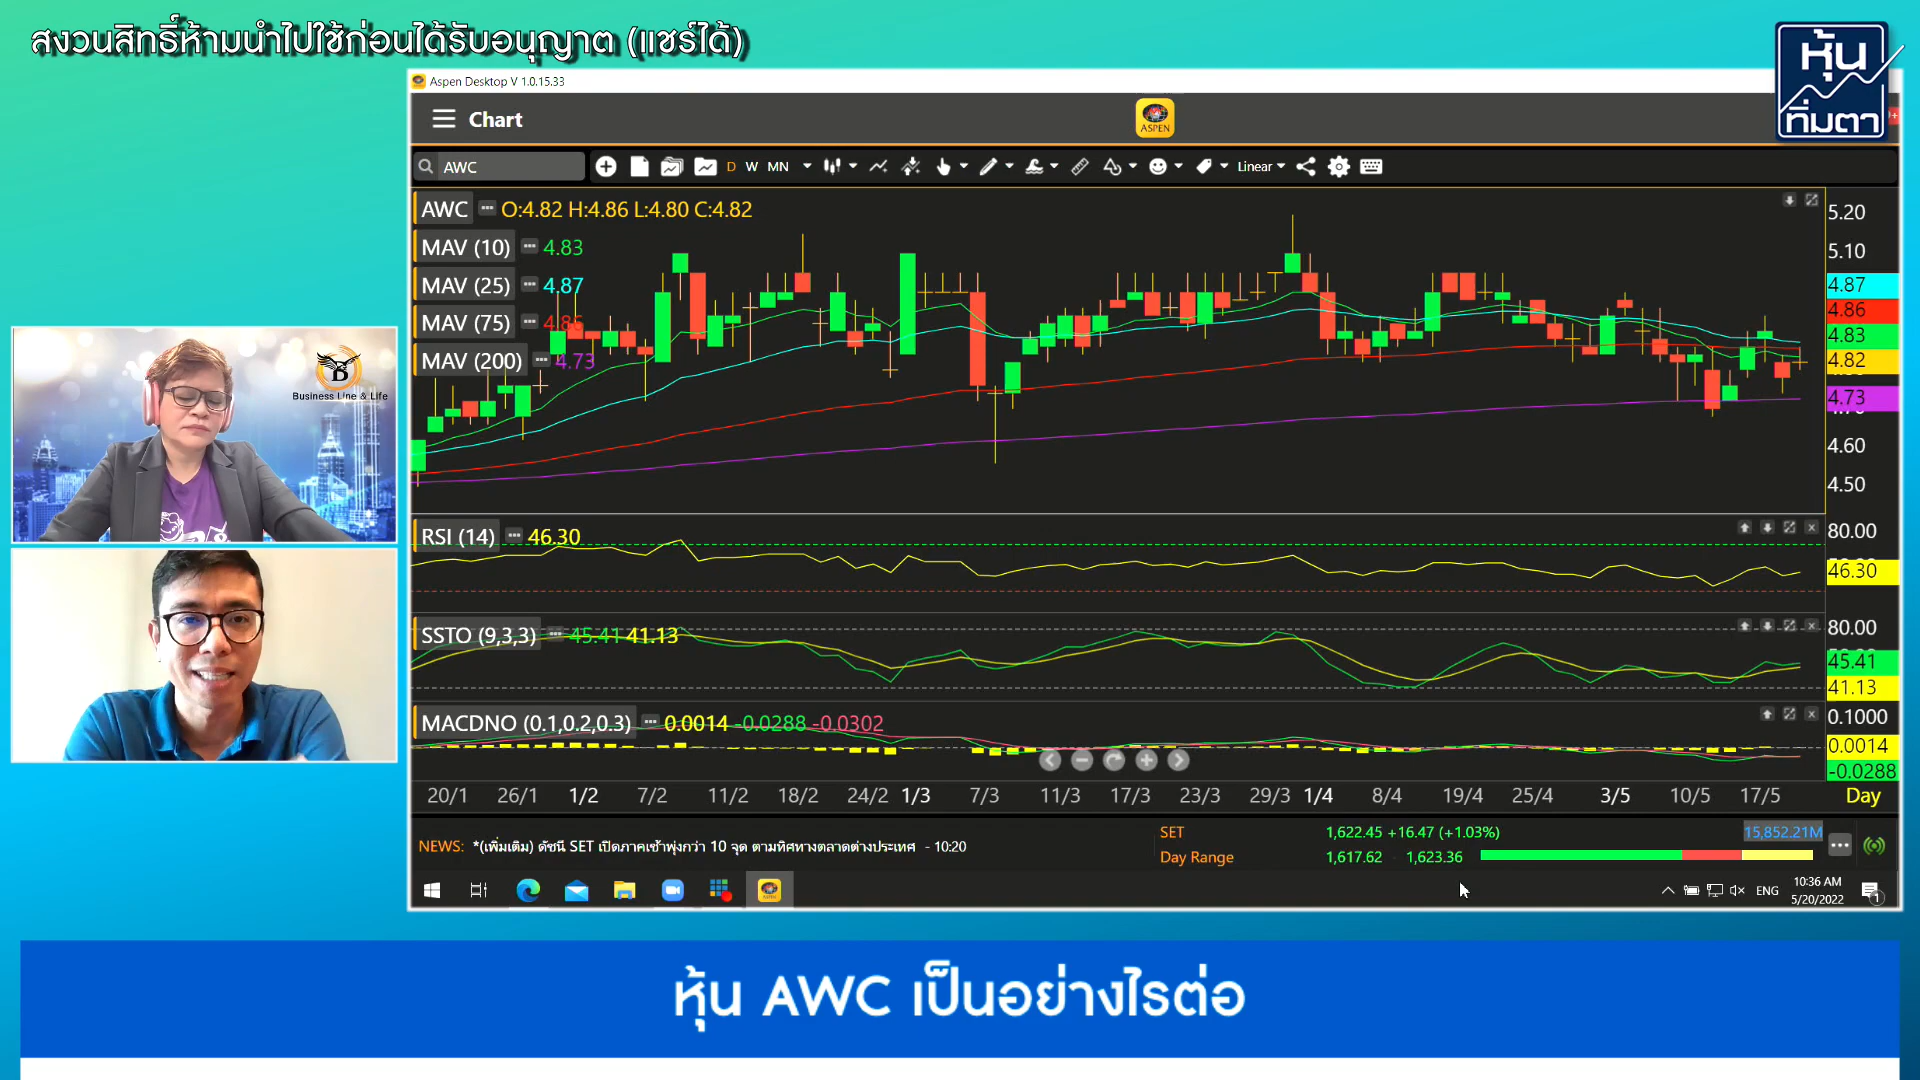 สงวนสิทธิ์ห้ามนำไปใช้ก่อนได้รับอนุญาต (แชร์ได้)
หุ้น
ที่มตา
Aspen Desktop V 1.0.15.33
Chart
ASPEN
AWC
D W MN
Linear
AWC O:4.82 H:4.86 L:4.80 C:4.82
MAV (10) 4.83
MAV (25) 4.87
MAV (75) 4.86
MAV (200) 4.73
5.20
5.10
4.87
4.86
4.83
4.82
4.73
4.60
4.50
B
Business Line & Life
RSI (14) 46.30
80.00
46.30
SSTO (9,3,3) 45.41 41.13
80.00
45.41
41.13
MACDNO (0.1,0.2,0.3) 0.0014 -0.0288 -0.0302
0.1000
0.0014
-0.0288
20/1 26/1 1/2 7/2 11/2 18/2 24/2 1/3 7/3 11/3 17/3 23/3 29/3 1/4 8/4 19/4 25/4 3/5 10/5 17/5 Day
NEWS: *(เพิ่มเติม) ดัชนี SET เปิดภาคเช้าพุ่งกว่า 10 จุด ตามทิศทางตลาดต่างประเทศ - 10:20
SET 1,622.45 +16.47 (+1.03%) 15,852.21M
Day Range 1,617.62 - 1,623.36
ENG
10:36 AM
5/20/2022
1
หุ้น AWC เป็นอย่างไรต่อ